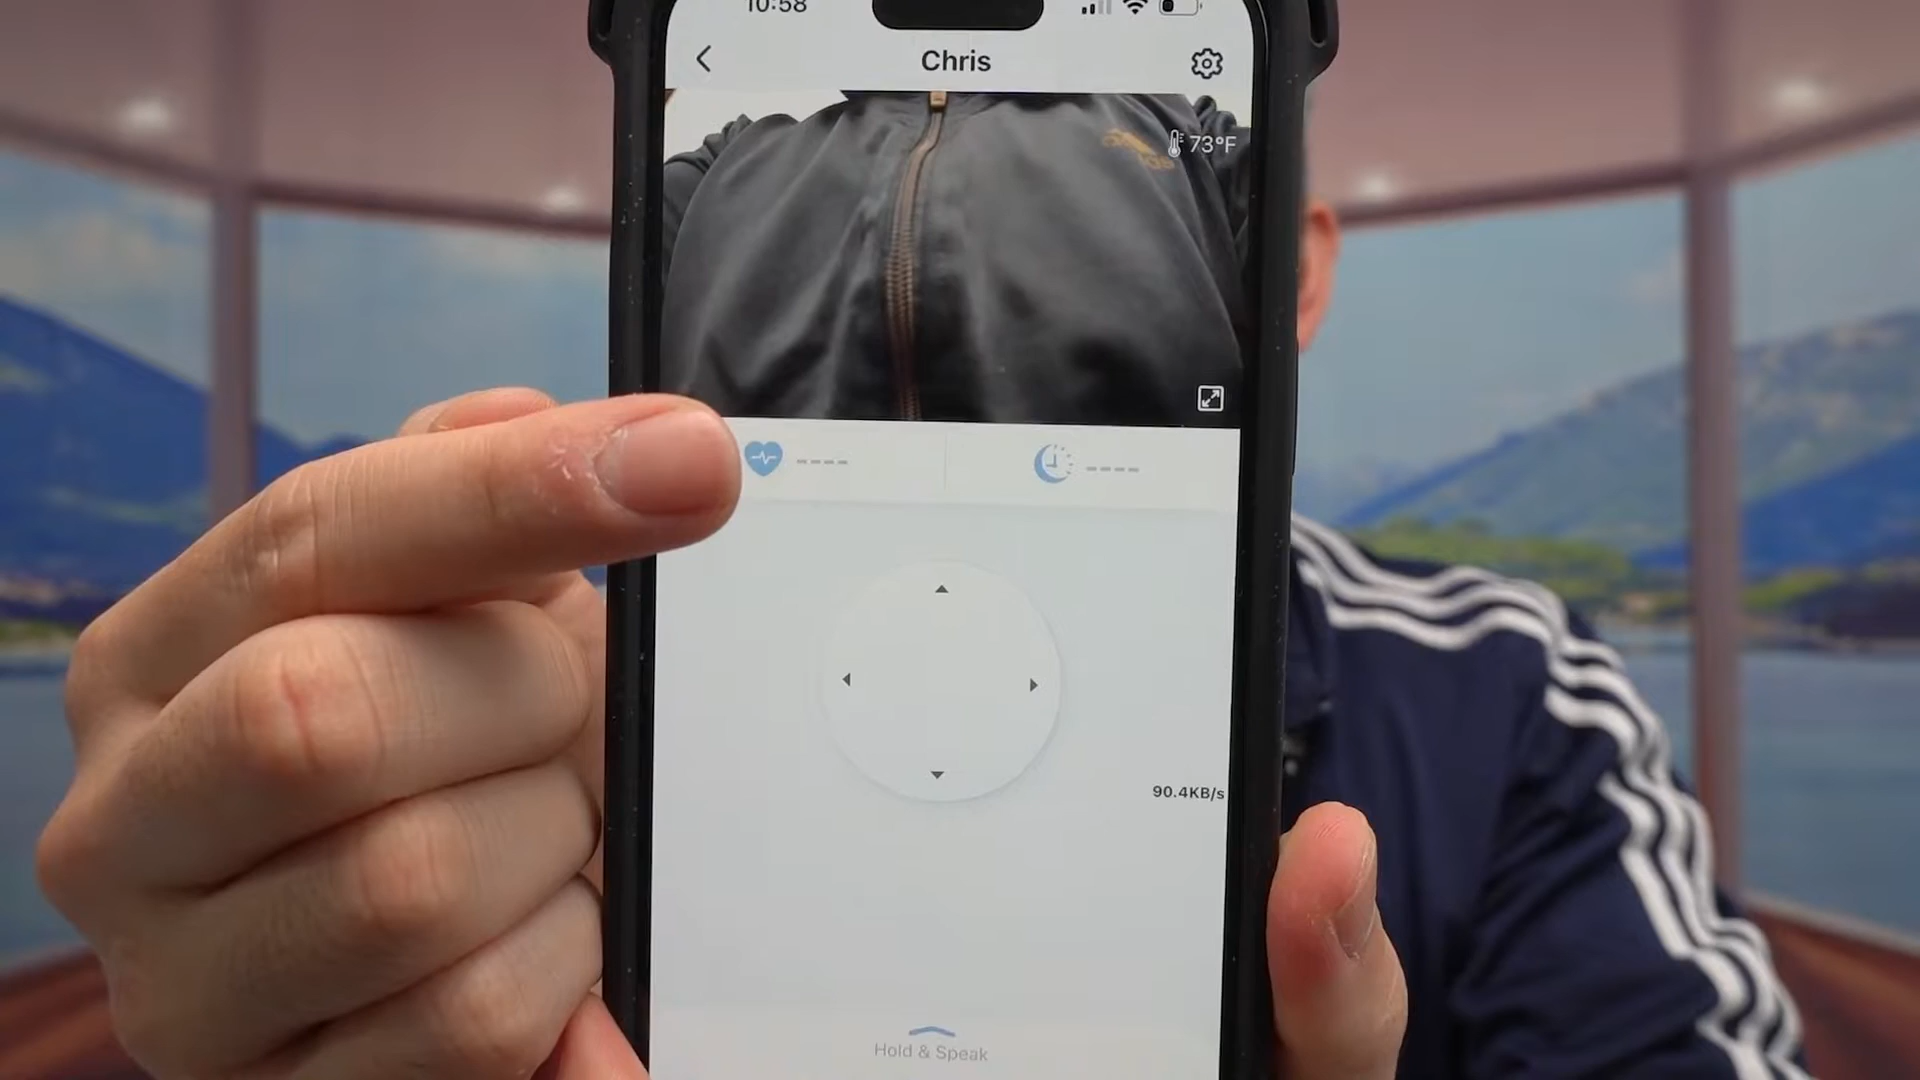 10:58
Chris
73°F
----
----
90.4KB/s
Hold & Speak